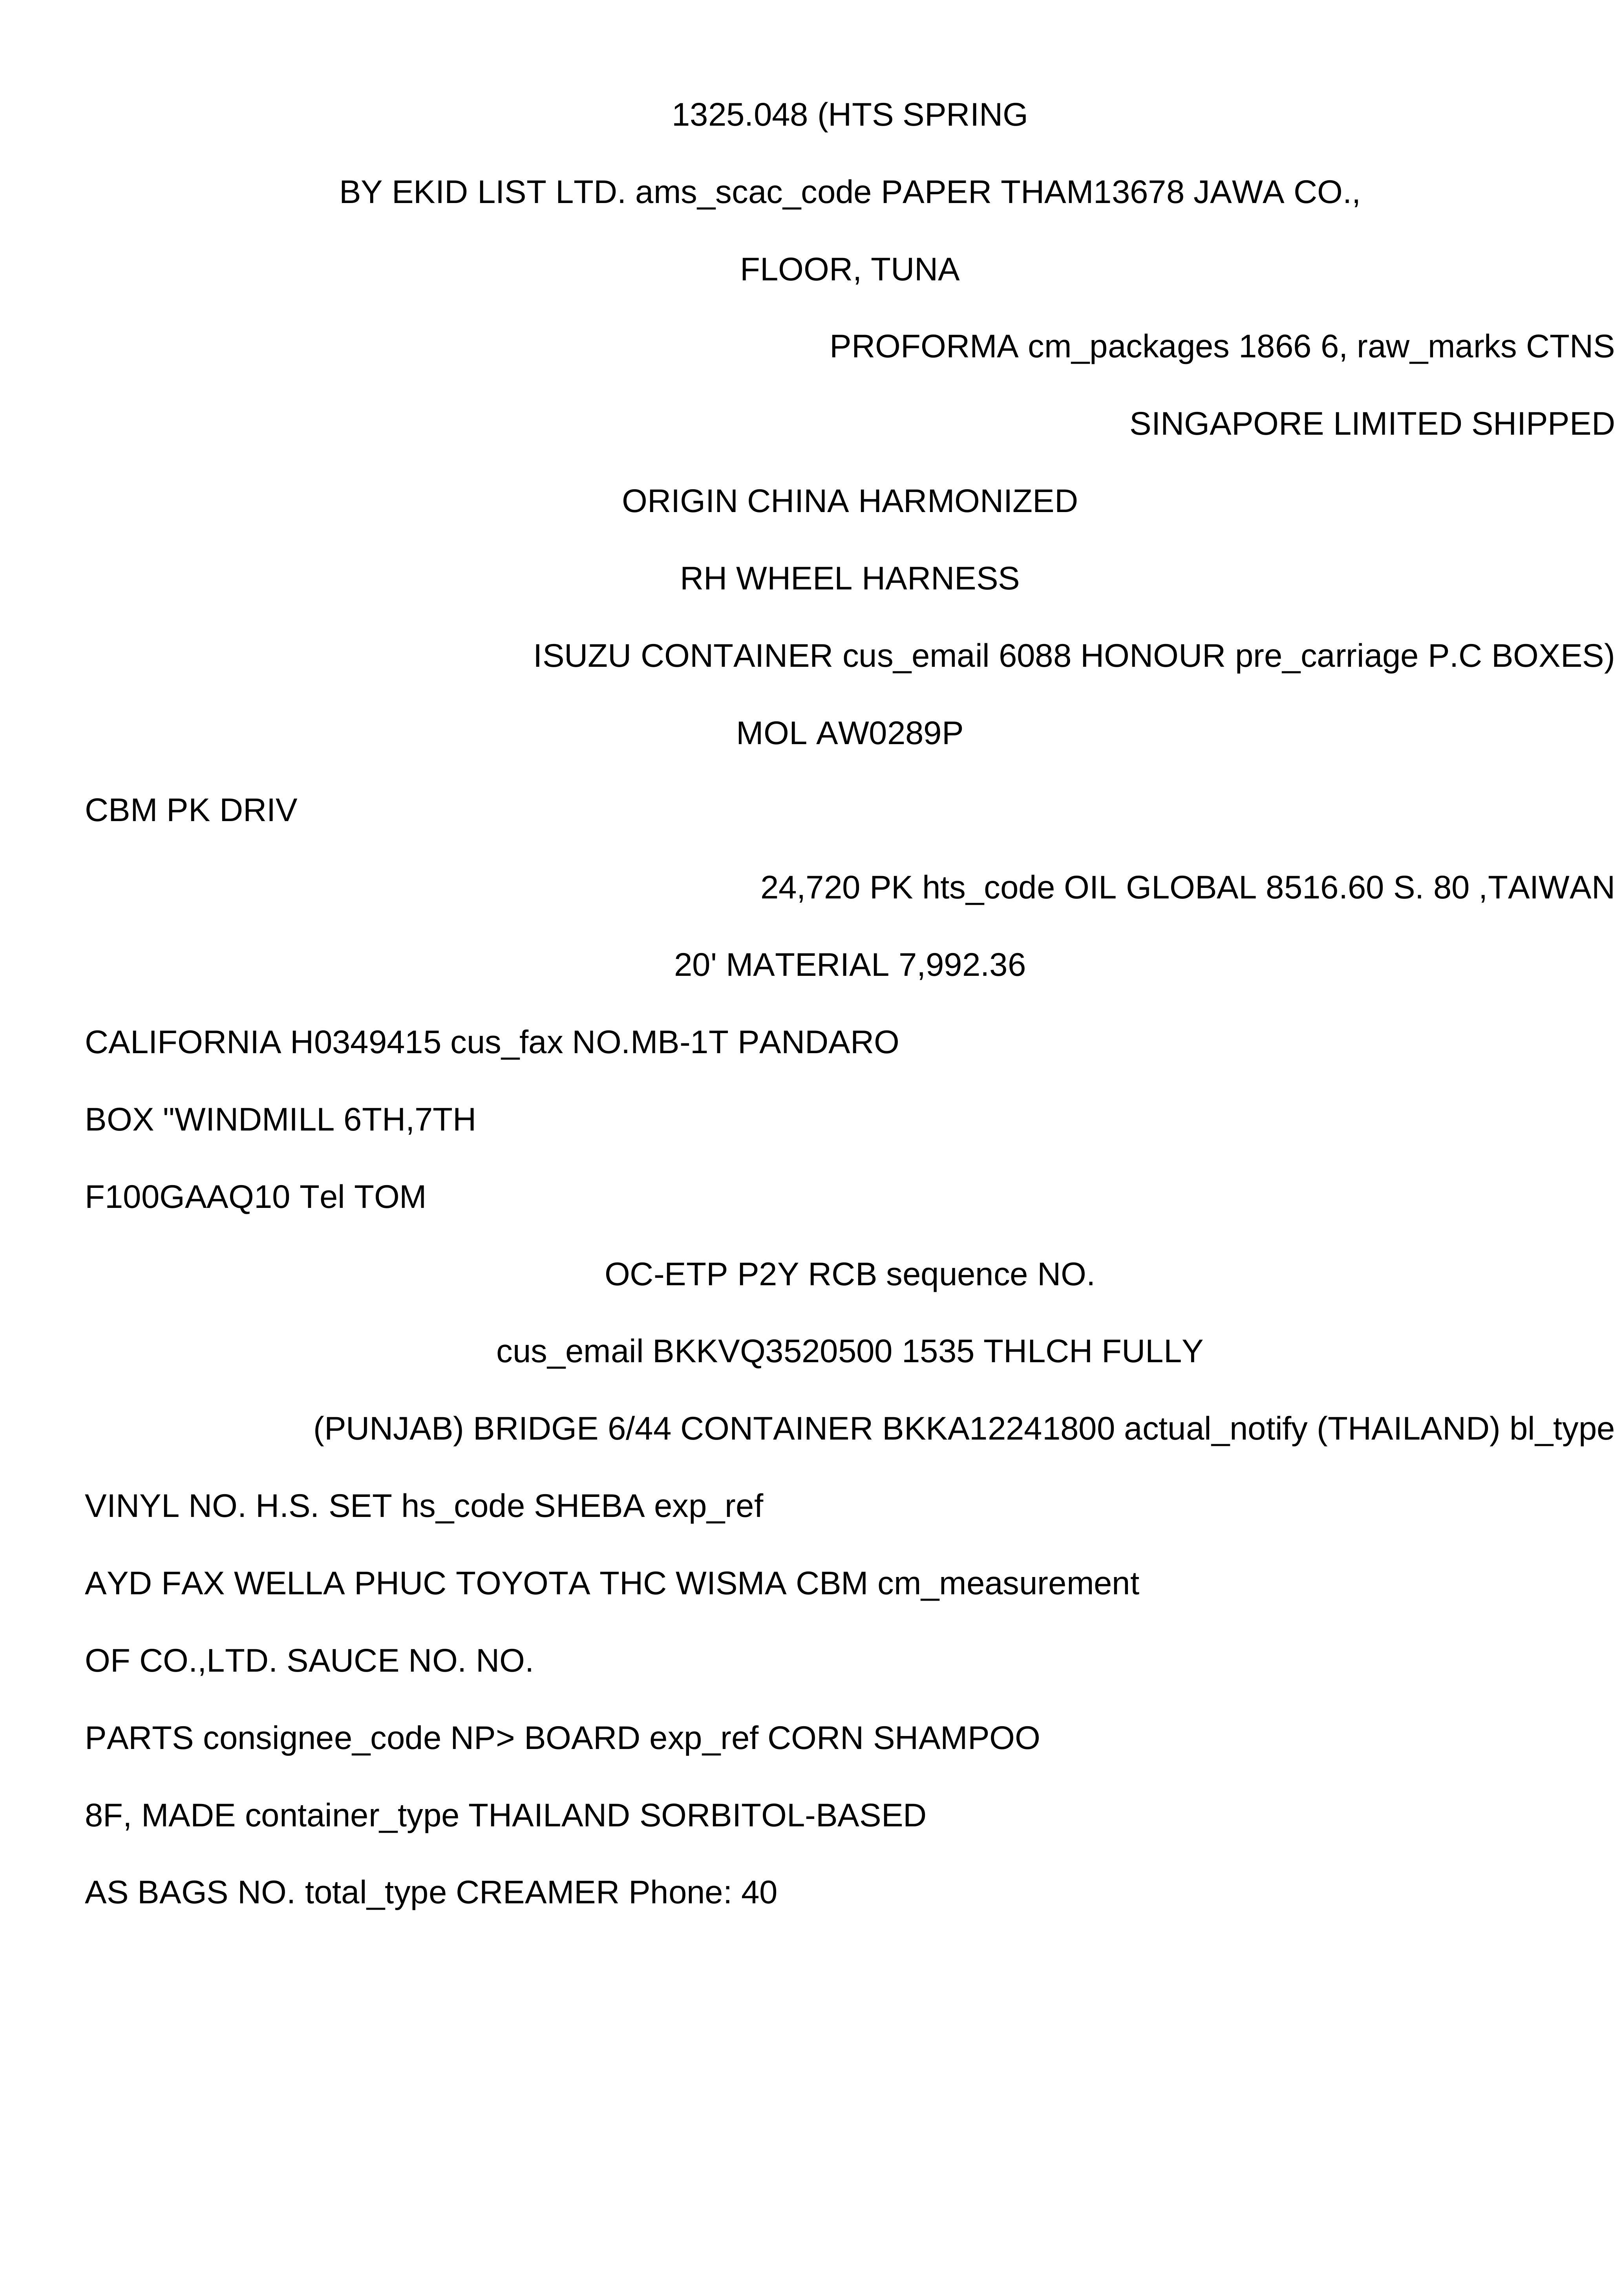 1325.048 (HTS SPRING
BY EKID LIST LTD. ams_scac_code PAPER THAM13678 JAWA CO.,
FLOOR, TUNA
PROFORMA cm_packages 1866 6, raw_marks CTNS
SINGAPORE LIMITED SHIPPED
ORIGIN CHINA HARMONIZED
RH WHEEL HARNESS
ISUZU CONTAINER cus_email 6088 HONOUR pre_carriage P.C BOXES)
MOL AW0289P
CBM PK DRIV
24,720 PK hts_code OIL GLOBAL 8516.60 S. 80 ,TAIWAN
20' MATERIAL 7,992.36
CALIFORNIA H0349415 cus_fax NO.MB-1T PANDARO
BOX "WINDMILL 6TH,7TH
F100GAAQ10 Tel TOM
OC-ETP P2Y RCB sequence NO.
cus_email BKKVQ3520500 1535 THLCH FULLY
(PUNJAB) BRIDGE 6/44 CONTAINER BKKA12241800 actual_notify (THAILAND) bl_type
VINYL NO. H.S. SET hs_code SHEBA exp_ref
AYD FAX WELLA PHUC TOYOTA THC WISMA CBM cm_measurement
OF CO.,LTD. SAUCE NO. NO.
PARTS consignee_code NP> BOARD exp_ref CORN SHAMPOO
8F, MADE container_type THAILAND SORBITOL-BASED
AS BAGS NO. total_type CREAMER Phone: 40